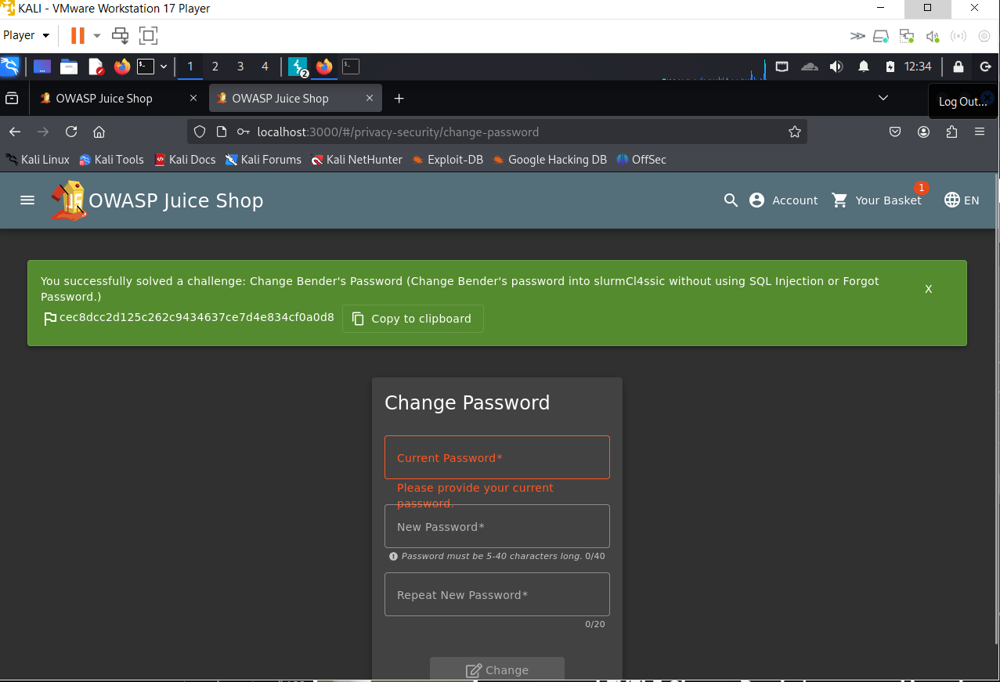 KALI - VMware Workstation 17 Player
Player
1 2 3 4 2 12:34
OWASP Juice Shop OWASP Juice Shop
Log Out...
localhost:3000/#/privacy-security/change-password
Kali Linux Kali Tools Kali Docs Kali Forums Kali NetHunter Exploit-DB Google Hacking DB OffSec
OWASP Juice Shop Account Your Basket 1 EN
You successfully solved a challenge: Change Bender's Password (Change Bender's password into slurmCl4ssic without using SQL Injection or Forgot
Password.)
X
cec8dcc2d125c262c9434637ce7d4e834cf0a0d8 Copy to clipboard
Change Password
Current Password*
Please provide your current
password.
New Password*
Password must be 5-40 characters long. 0/40
Repeat New Password*
0/20
Change